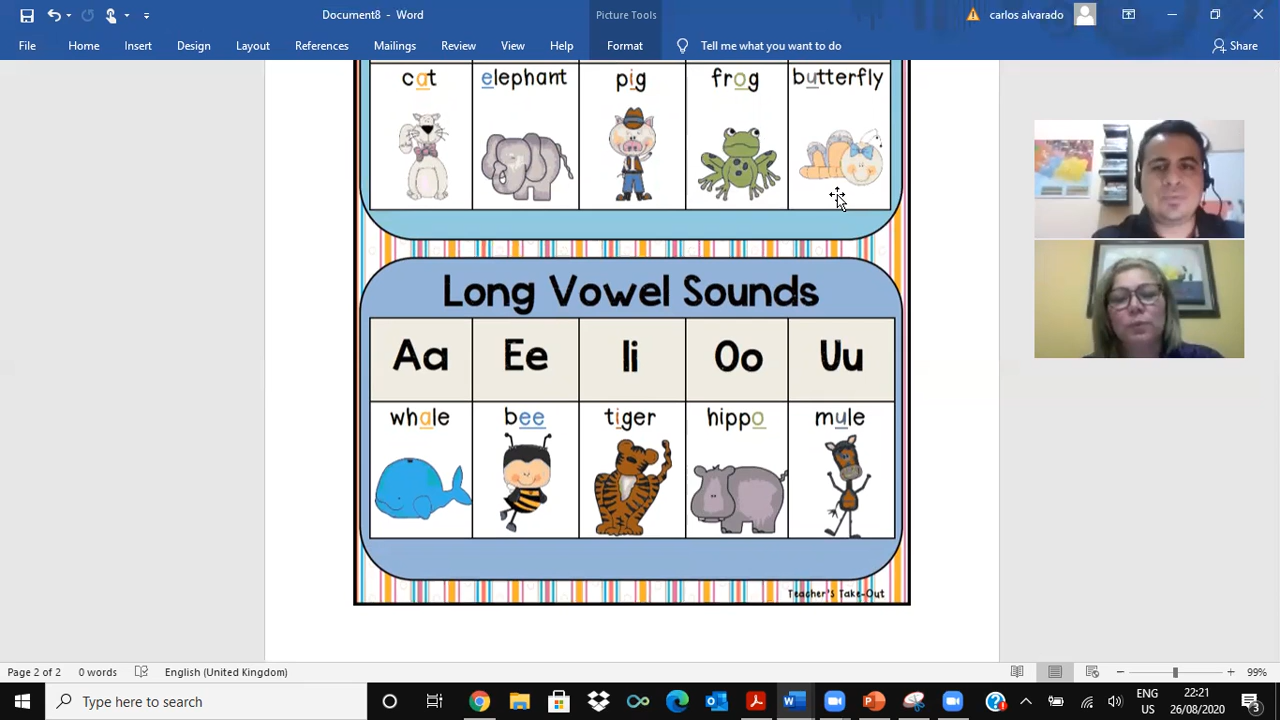 Document8 - Word
Picture Tools
carlos alvarado
File Home Insert Design Layout References Mailings Review View Help Format Tell me what you want to do Share
cat elephant pig frog butterfly
Long Vowel Sounds
Aa Ee Ii Oo Uu
whale bee tiger hippo mule
Teacher's Take-Out
Page 2 of 2 0 words English (United Kingdom) 99%
Type here to search
ENG 22:21
US 26/08/2020 3